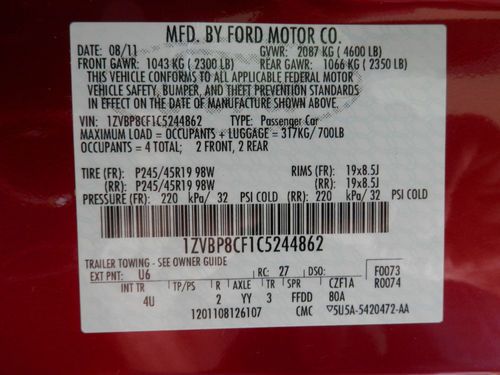 MFD. BY FORD MOTOR CO.
DATE: 08/11 GVWR: 2087 KG (4600 LB)
FRONT GAWR: 1043 KG (2300 LB) REAR GAWR: 1066 KG (2350 LB)
THIS VEHICLE CONFORMS TO ALL APPLICABLE FEDERAL MOTOR
VEHICLE SAFETY, BUMPER, AND THEFT PREVENTION STANDARDS
IN EFFECT ON THE DATE OF MANUFACTURE SHOWN ABOVE.
VIN: 1ZVBP8CF1C5244862 TYPE: Passenger Car
MAXIMUM LOAD = OCCUPANTS + LUGGAGE = 317KG/700LB
OCCUPANTS = 4 TOTAL; 2 FRONT, 2 REAR
TIRE (FR): P245/45R19 98W RIMS (FR): 19x8.5J
TIRE (RR): P245/45R19 98W RIMS (RR): 19x8.5J
PRESSURE (FR): 220 kPa/ 32 PSI COLD (RR): 220 kPa/ 32 PSI COLD
1ZVBP8CF1C5244862
TRAILER TOWING - SEE OWNER GUIDE
EXT PNT: U6 RC: 27 DSO: F0073
INT TR TP/PS R AXLE TR SPR CZF1A R0074
4U 2 YY 3 FFDD 80A
1201108126107 CMC 5U5A-5420472-AA